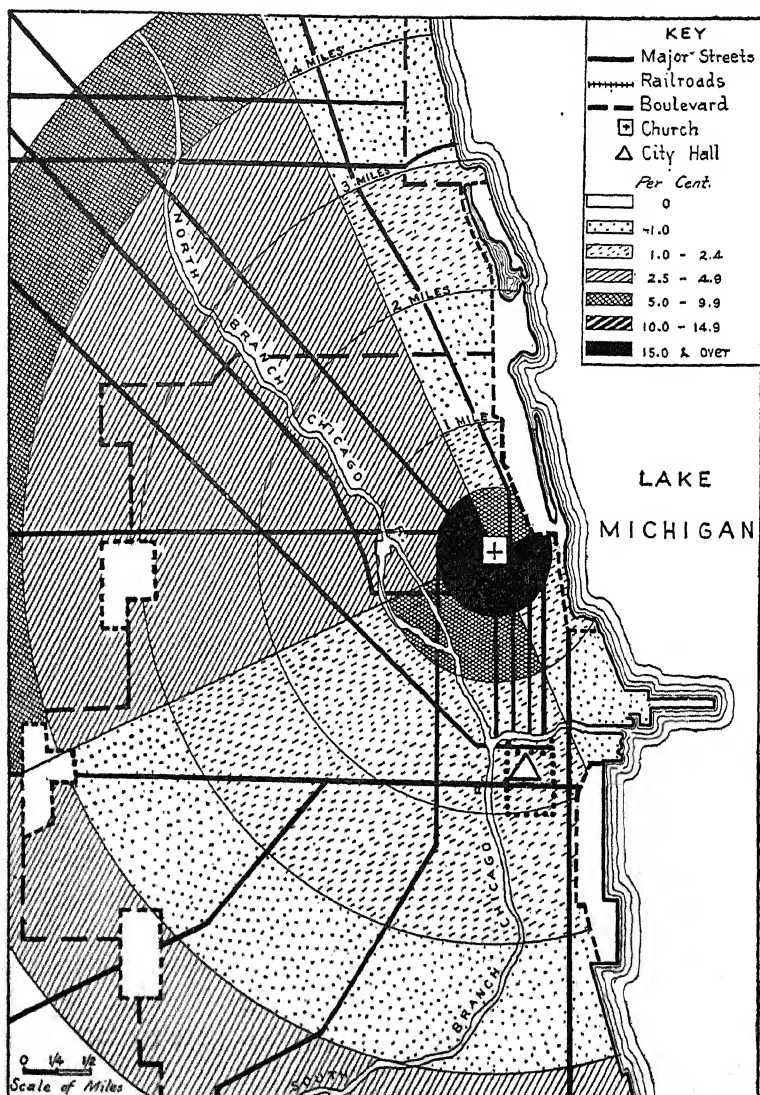 KEY
Major Streets
Railroads
Boulevard
Church
City Hall
Per Cent.
0
-1.0
1.0 - 2.4
2.5 - 4.9
5.0 - 9.9
10.0 - 14.9
15.0 & OVER
4 MILES
3 MILES
2 MILES
1 MILE
NORTH
BRANCH
CHICAGO
R.
LAKE
MICHIGAN
CHICAGO
BRANCH
SOUTH
0 1/4 1/2
Scale of Miles